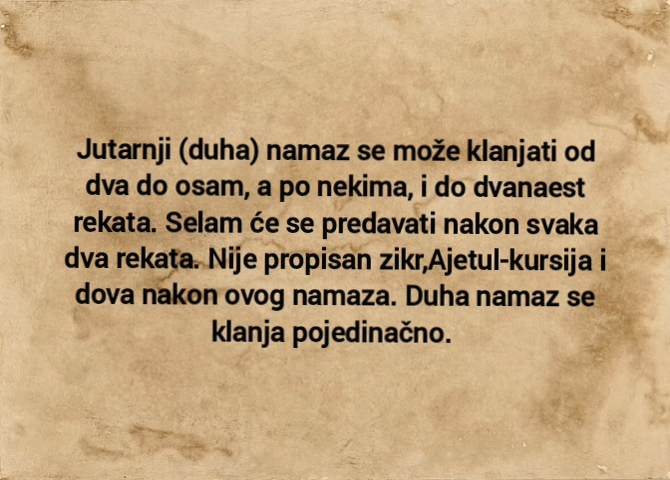 Jutarnji (duha) namaz se može klanjati od
dva do osam, a po nekima, i do dvanaest
rekata. Selam će se predavati nakon svaka
dva rekata. Nije propisan zikr,Ajetul-kursija i
dova nakon ovog namaza. Duha namaz se
klanja pojedinačno.